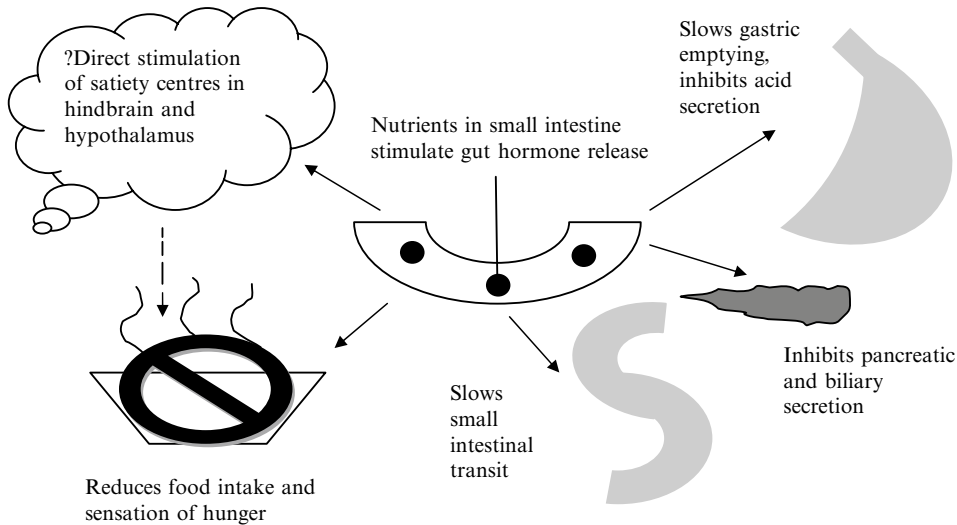 ?Direct stimulation
of satiety centres in
hindbrain and
hypothalamus
Nutrients in small intestine
stimulate gut hormone release
Slows gastric
emptying,
inhibits acid
secretion
Inhibits pancreatic
and biliary
secretion
Slows
small
intestinal
transit
Reduces food intake and
sensation of hunger